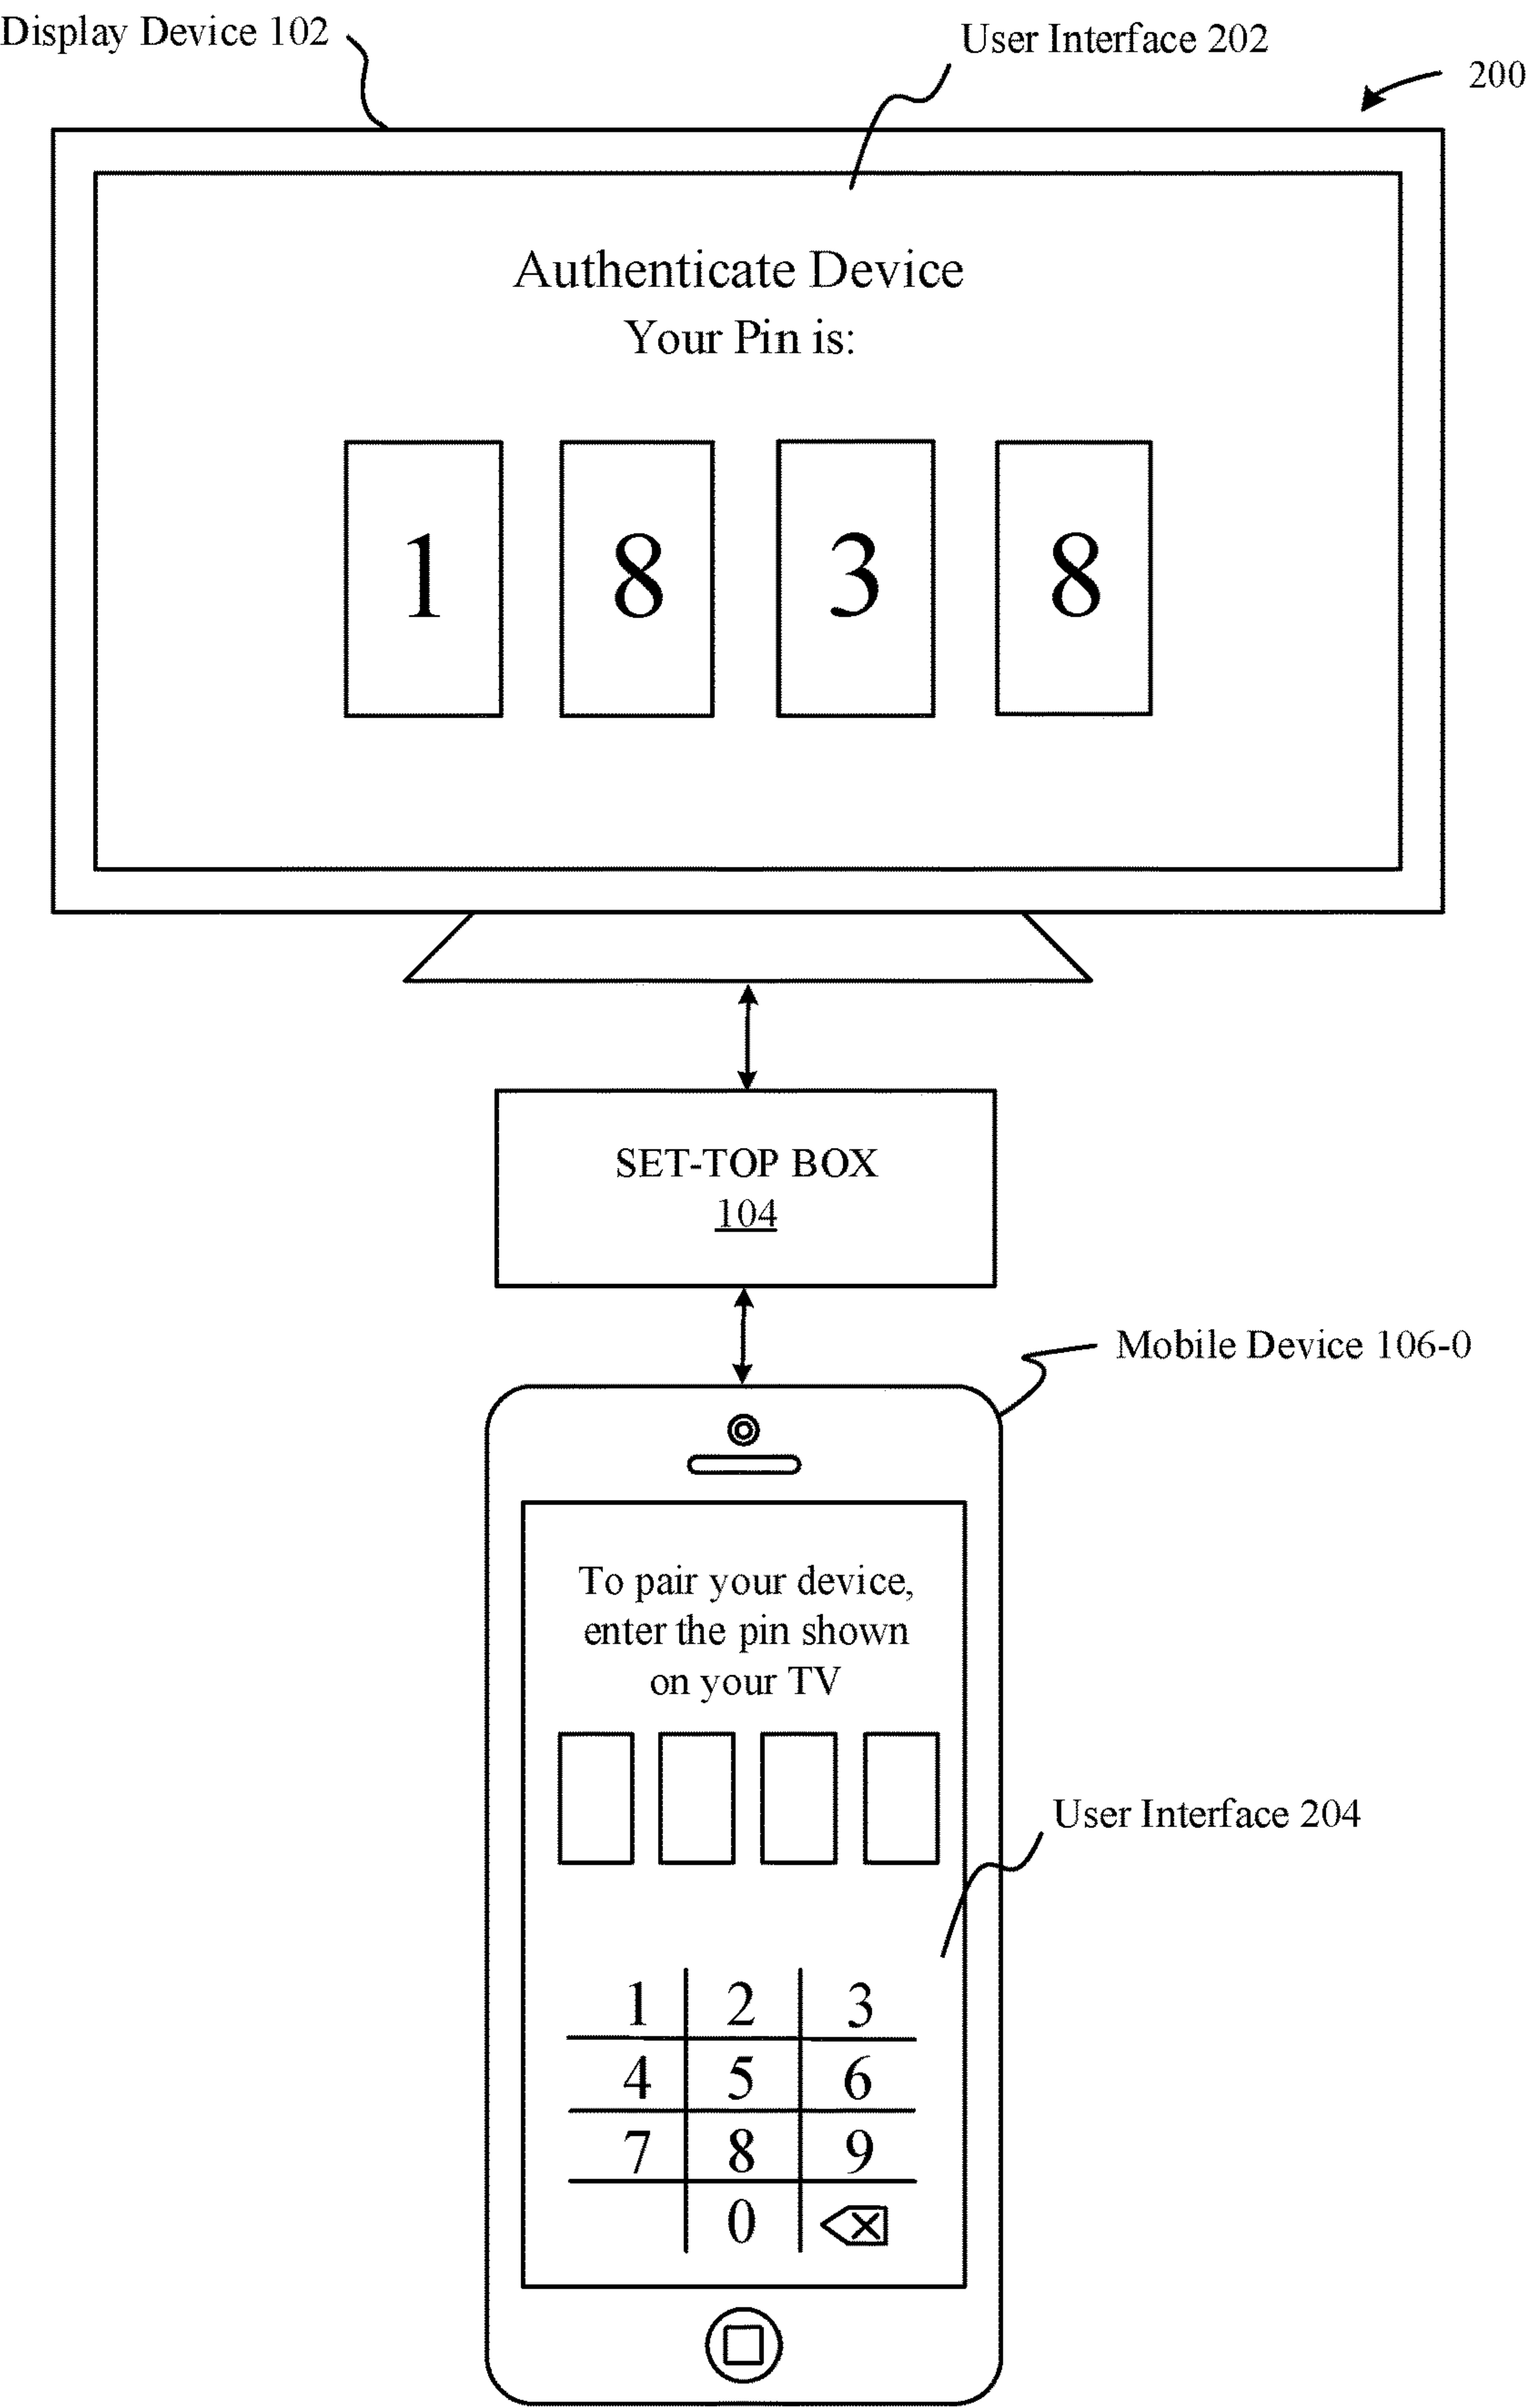 Display Device 102
User Interface 202
200
Authenticate Device
Your Pin is:
1 8 3 8
SET-TOP BOX
104
Mobile Device 106-0
To pair your device,
enter the pin shown
on your TV
User Interface 204
1 2 3
4 5 6
7 8 9
0